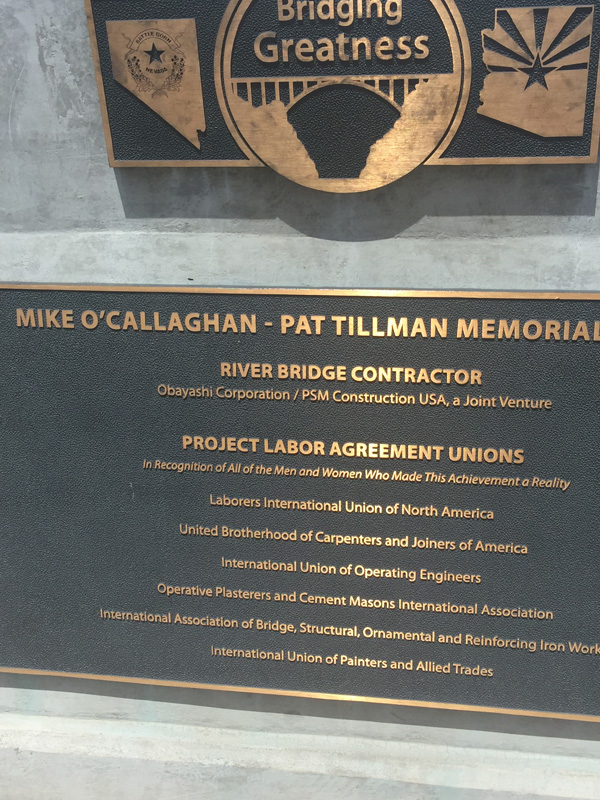 Bridging
Greatness
BATTLE BORN
NEVADA
MIKE O'CALLAGHAN - PAT TILLMAN MEMORIAL
RIVER BRIDGE CONTRACTOR
Obayashi Corporation / PSM Construction USA, a Joint Venture
PROJECT LABOR AGREEMENT UNIONS
In Recognition of All of the Men and Women Who Made This Achievement a Reality
Laborers International Union of North America
United Brotherhood of Carpenters and Joiners of America
International Union of Operating Engineers
Operative Plasterers and Cement Masons International Association
International Association of Bridge, Structural, Ornamental and Reinforcing Iron Work
International Union of Painters and Allied Trades